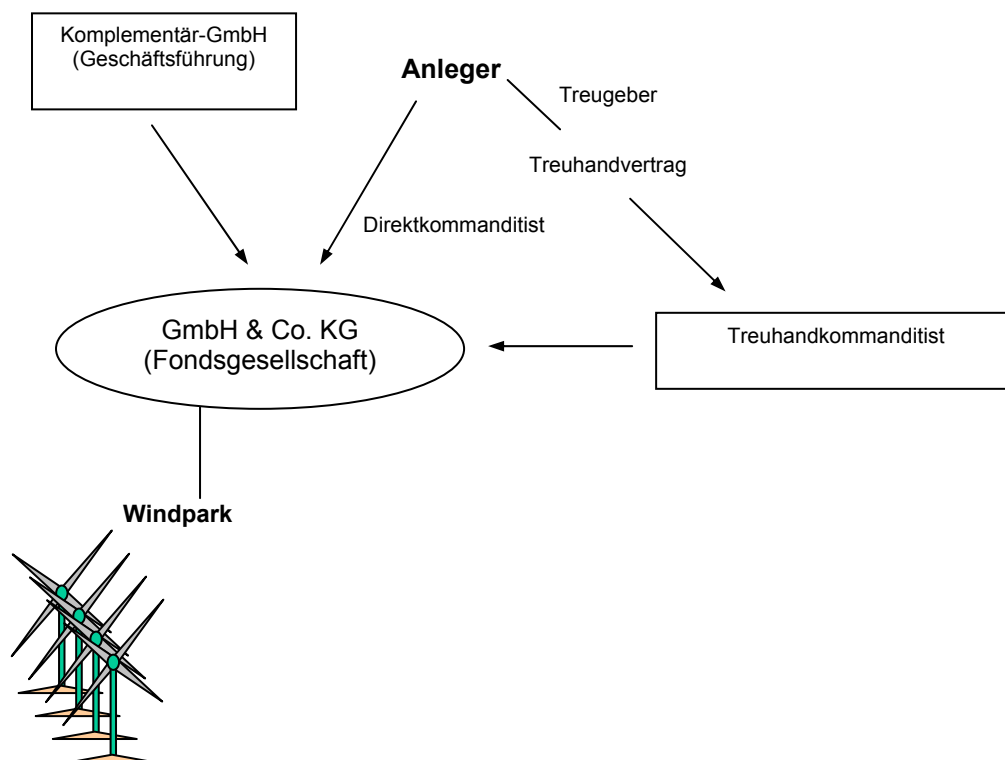 Komplementär-GmbH
(Geschäftsführung)
Anleger
Treugeber
Treuhandvertrag
Direktkommanditist
GmbH & Co. KG
(Fondsgesellschaft)
Treuhandkommanditist
Windpark